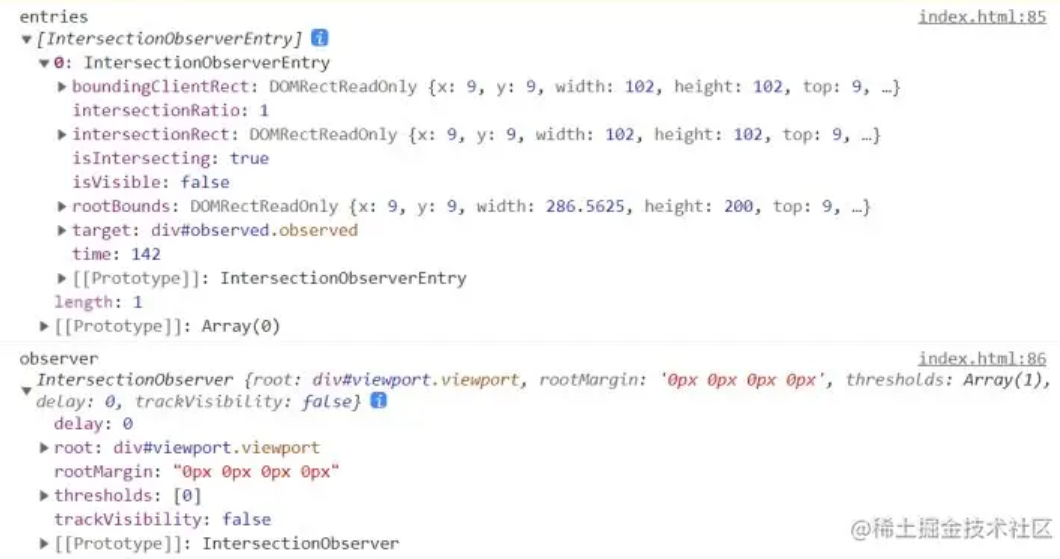 entries index.html:85
▼[IntersectionObserverEntry] i
▼0: IntersectionObserverEntry
▶boundingClientRect: DOMRectReadOnly {x: 9, y: 9, width: 102, height: 102, top: 9, …}
intersectionRatio: 1
▶intersectionRect: DOMRectReadOnly {x: 9, y: 9, width: 102, height: 102, top: 9, …}
isIntersecting: true
isVisible: false
▶rootBounds: DOMRectReadOnly {x: 9, y: 9, width: 286.5625, height: 200, top: 9, …}
▶target: div#observed.observed
time: 142
▶[[Prototype]]: IntersectionObserverEntry
length: 1
▶[[Prototype]]: Array(0)
observer index.html:86
▼IntersectionObserver {root: div#viewport.viewport, rootMargin: '0px 0px 0px 0px', thresholds: Array(1),
delay: 0, trackVisibility: false} i
delay: 0
▶root: div#viewport.viewport
rootMargin: "0px 0px 0px 0px"
▶thresholds: [0]
trackVisibility: false
▶[[Prototype]]: IntersectionObserver
@稀土掘金技术社区